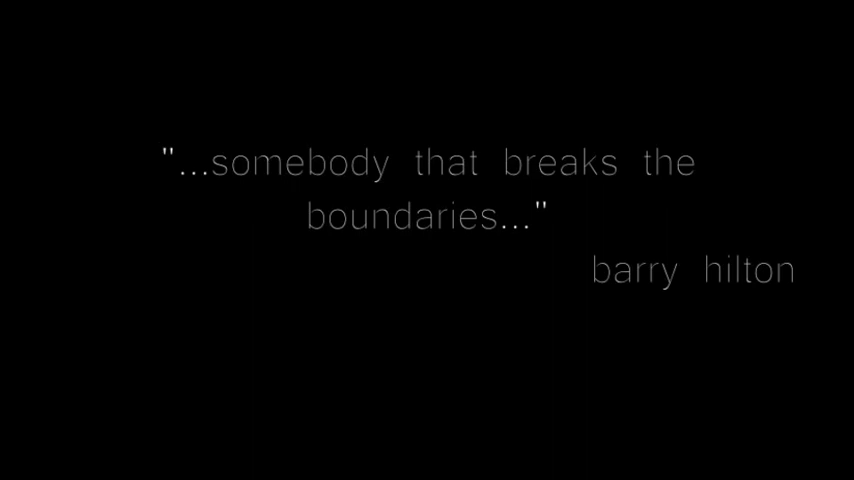 "...somebody that breaks the
boundaries..."
barry hilton